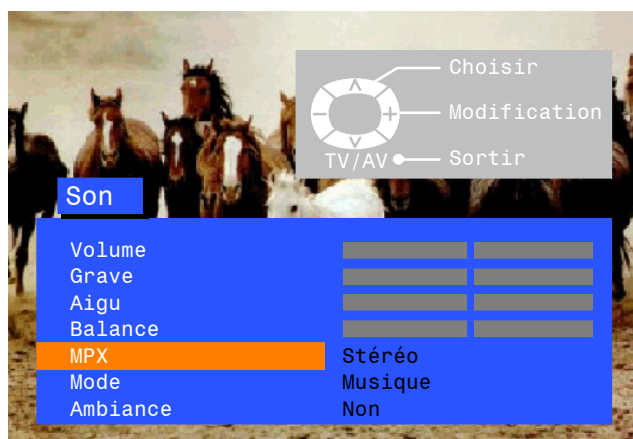 Choisir
Modification
TV/AV Sortir
Son
Volume
Grave
Aigu
Balance
MPX Stéréo
Mode Musique
Ambiance Non